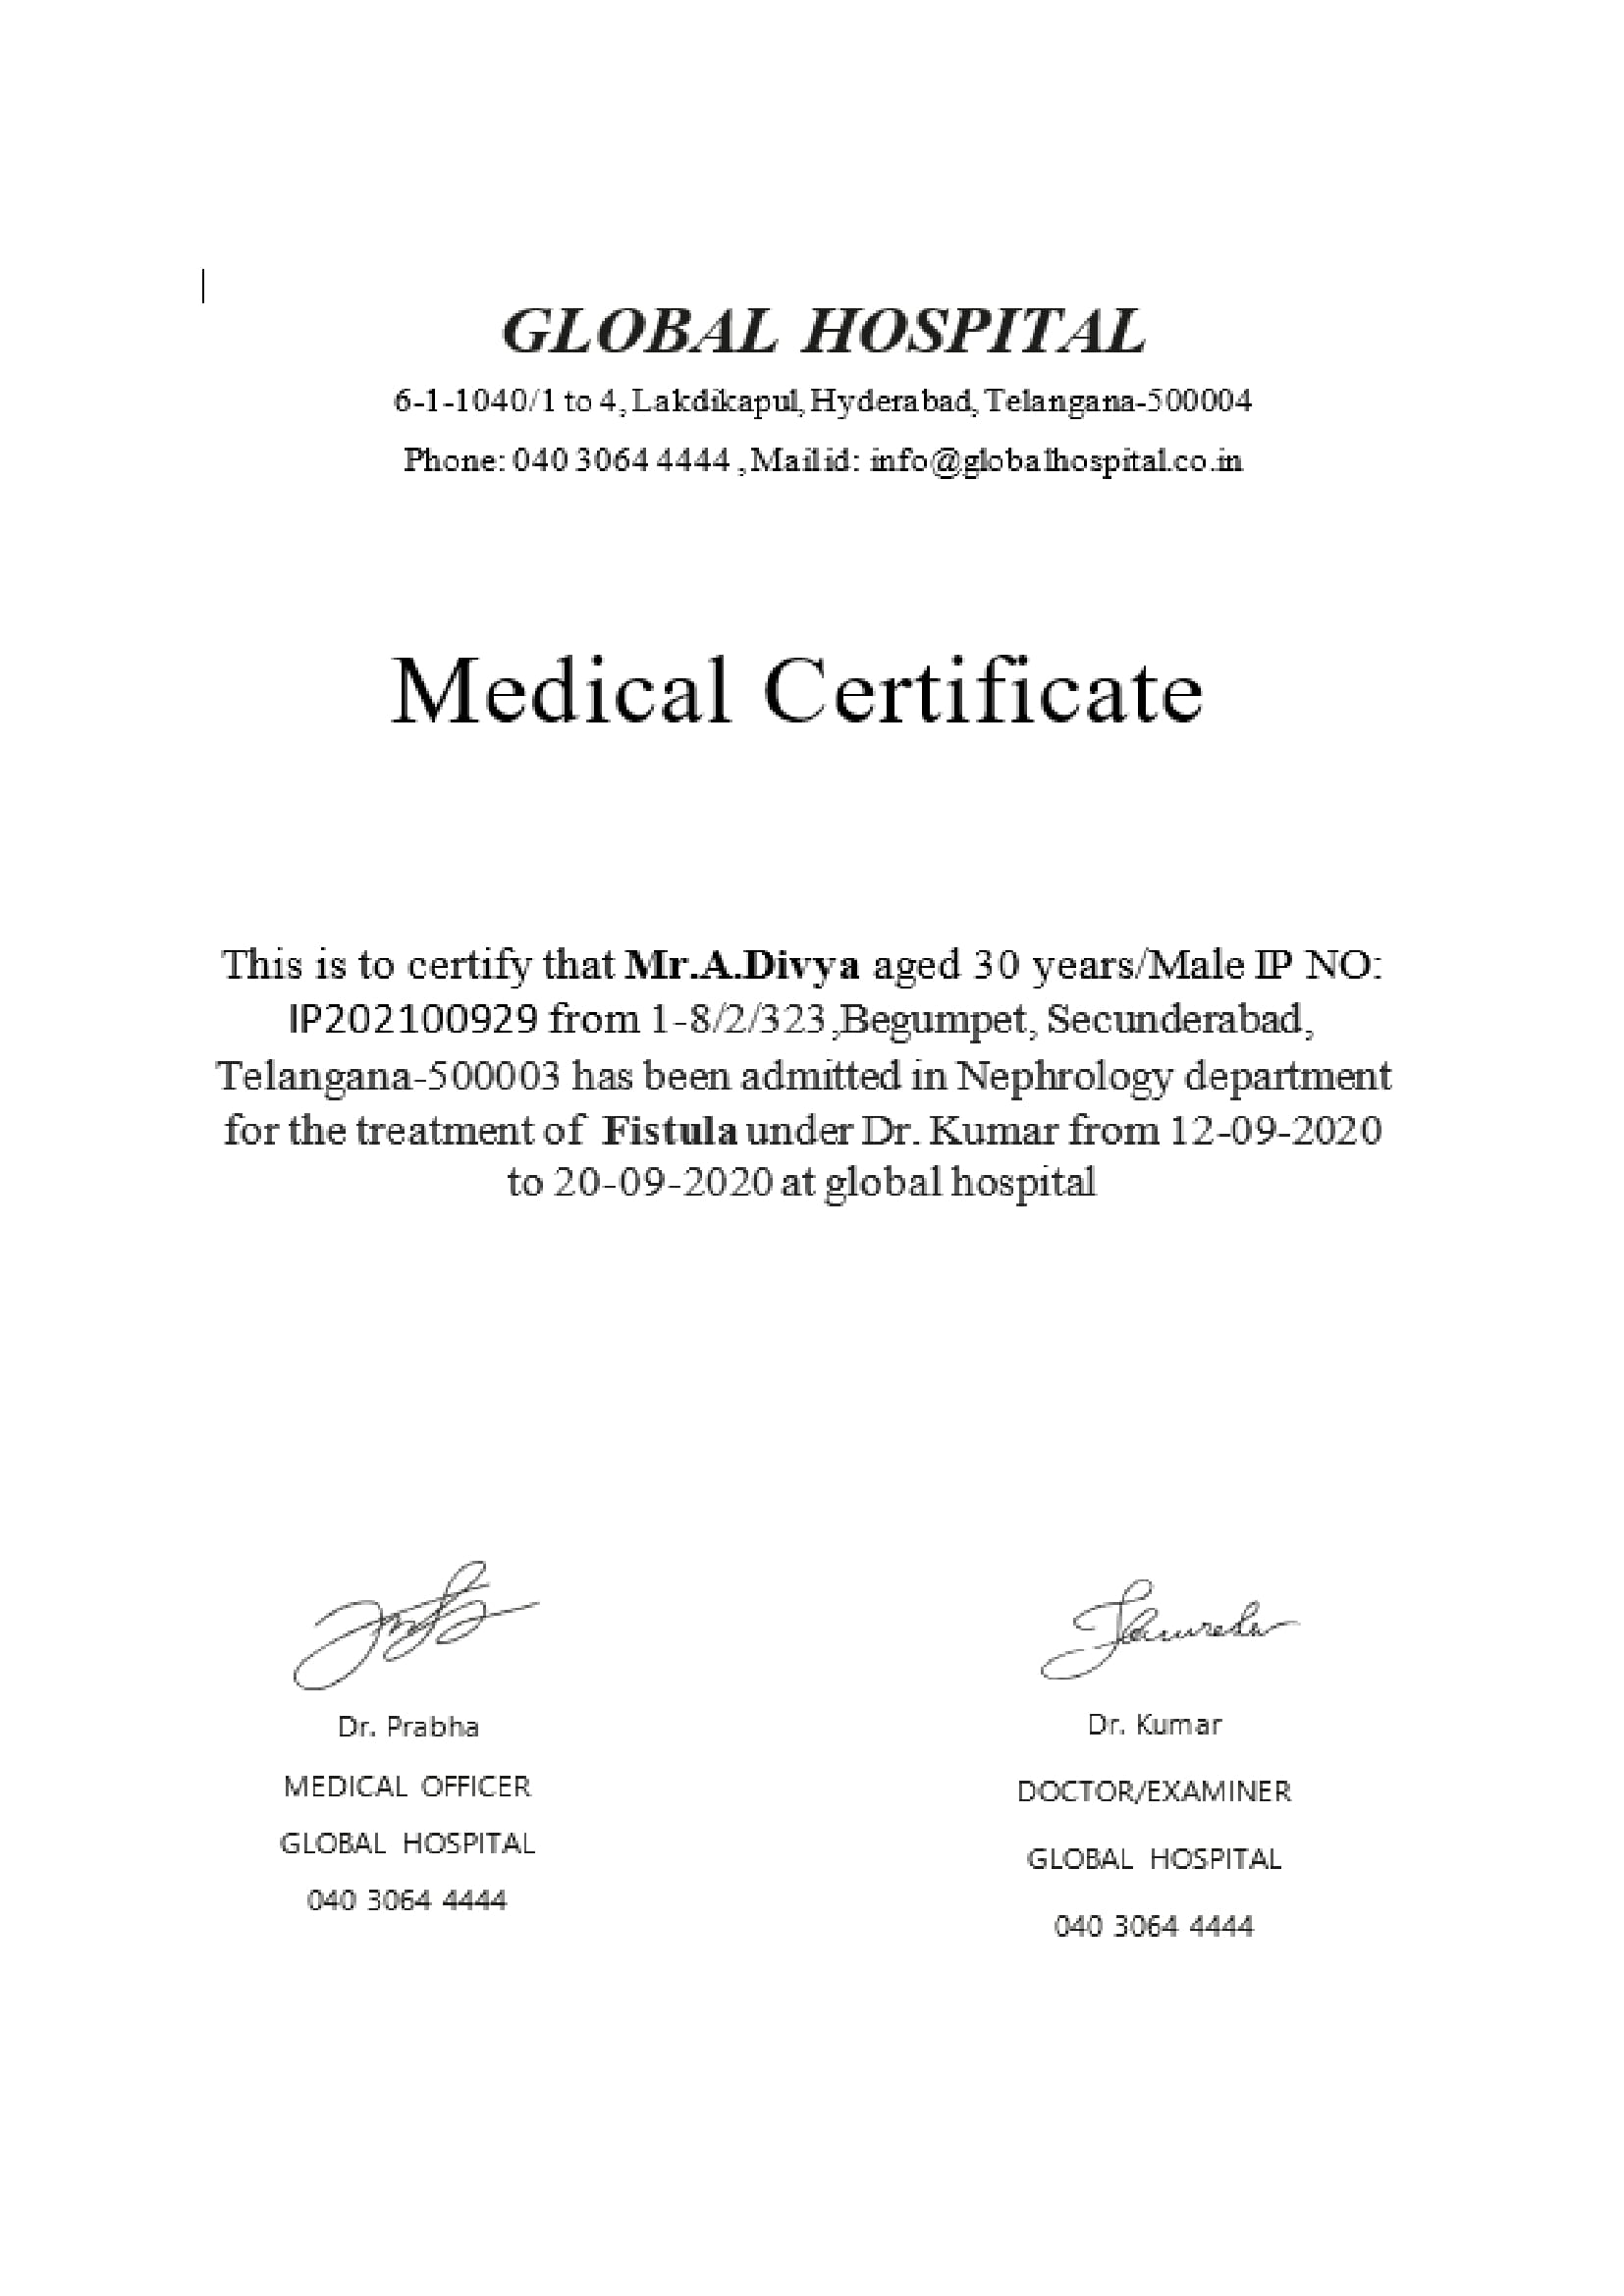 GLOBAL HOSPITAL
6-1-1040/1 to 4, Lakdikapul, Hyderabad, Telangana-500004
Phone: 040 3064 4444 , Mail id: info@globalhospital.co.in
Medical Certificate
This is to certify that Mr.A.Divya aged 30 years/Male IP NO:
IP202100929 from 1-8/2/323,Begumpet, Secunderabad,
Telangana-500003 has been admitted in Nephrology department
for the treatment of Fistula under Dr. Kumar from 12-09-2020
to 20-09-2020 at global hospital
Dr. Prabha
MEDICAL OFFICER
GLOBAL HOSPITAL
040 3064 4444
Dr. Kumar
DOCTOR/EXAMINER
GLOBAL HOSPITAL
040 3064 4444